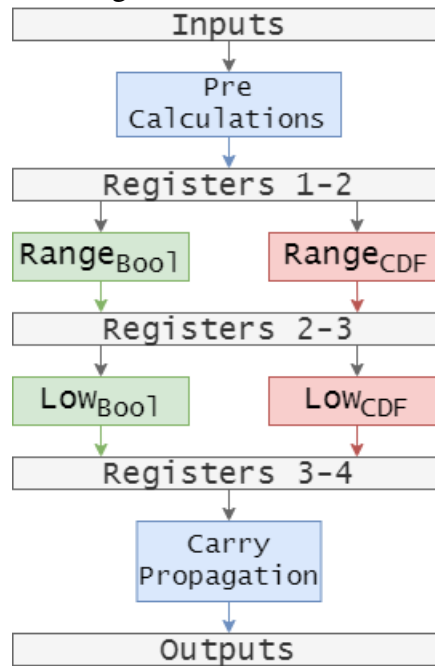 Inputs
Pre
Calculations
Registers 1-2
RangeBool RangeCDF
Registers 2-3
LowBool LowCDF
Registers 3-4
Carry
Propagation
Outputs